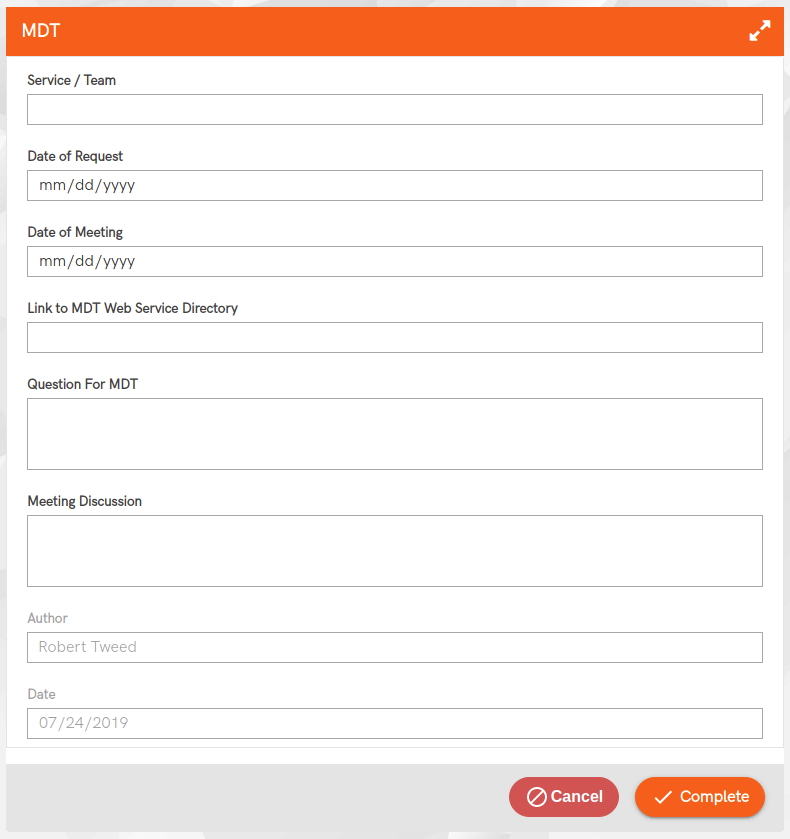 MDT
Service / Team
Date of Request
mm/dd/yyyy
Date of Meeting
mm/dd/yyyy
Link to MDT Web Service Directory
Question For MDT
Meeting Discussion
Author
Robert Tweed
Date
07/24/2019
Cancel
Complete